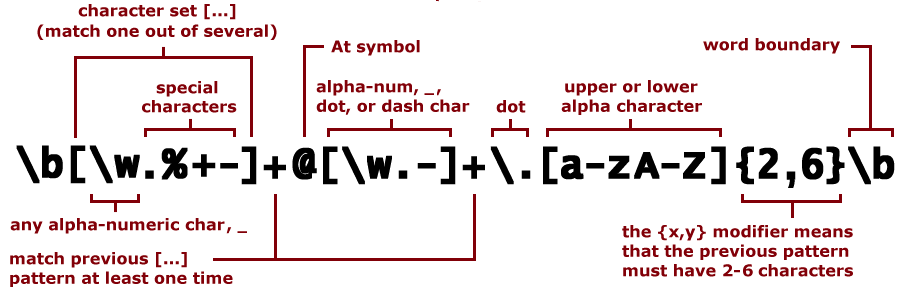 character set [...]
(match one out of several)
At symbol
word boundary
special
characters
alpha-num, _,
dot, or dash char
dot
upper or lower
alpha character
\b[\w.%+-]+@[\w.-]+\.[a-zA-Z]{2,6}\b
any alpha-numeric char, _
match previous [...]
pattern at least one time
the {x,y} modifier means
that the previous pattern
must have 2-6 characters